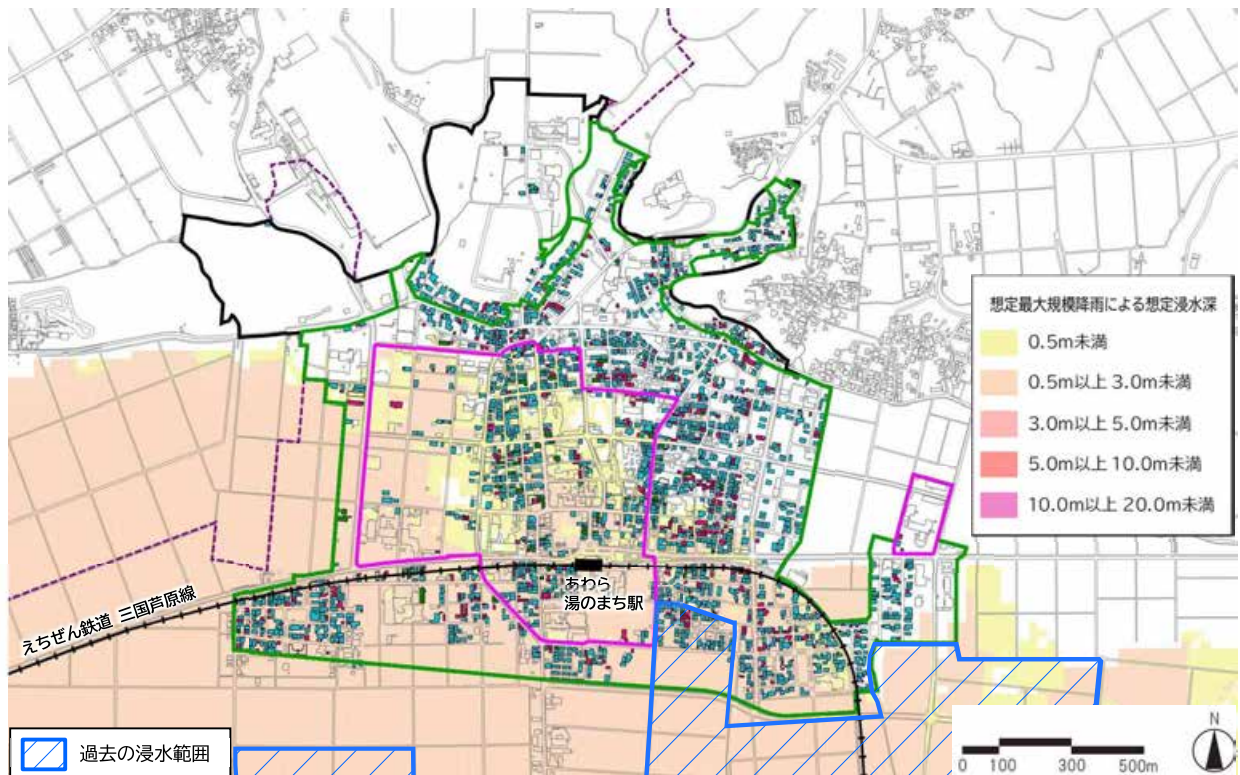 想定最大規模降雨による想定浸水深
0.5m未満
0.5m以上 3.0m未満
3.0m以上 5.0m未満
5.0m以上 10.0m未満
10.0m以上 20.0m未満
えちぜん鉄道 三国芦原線
あわら
湯のまち駅
過去の浸水範囲
N
0 100 300 500m